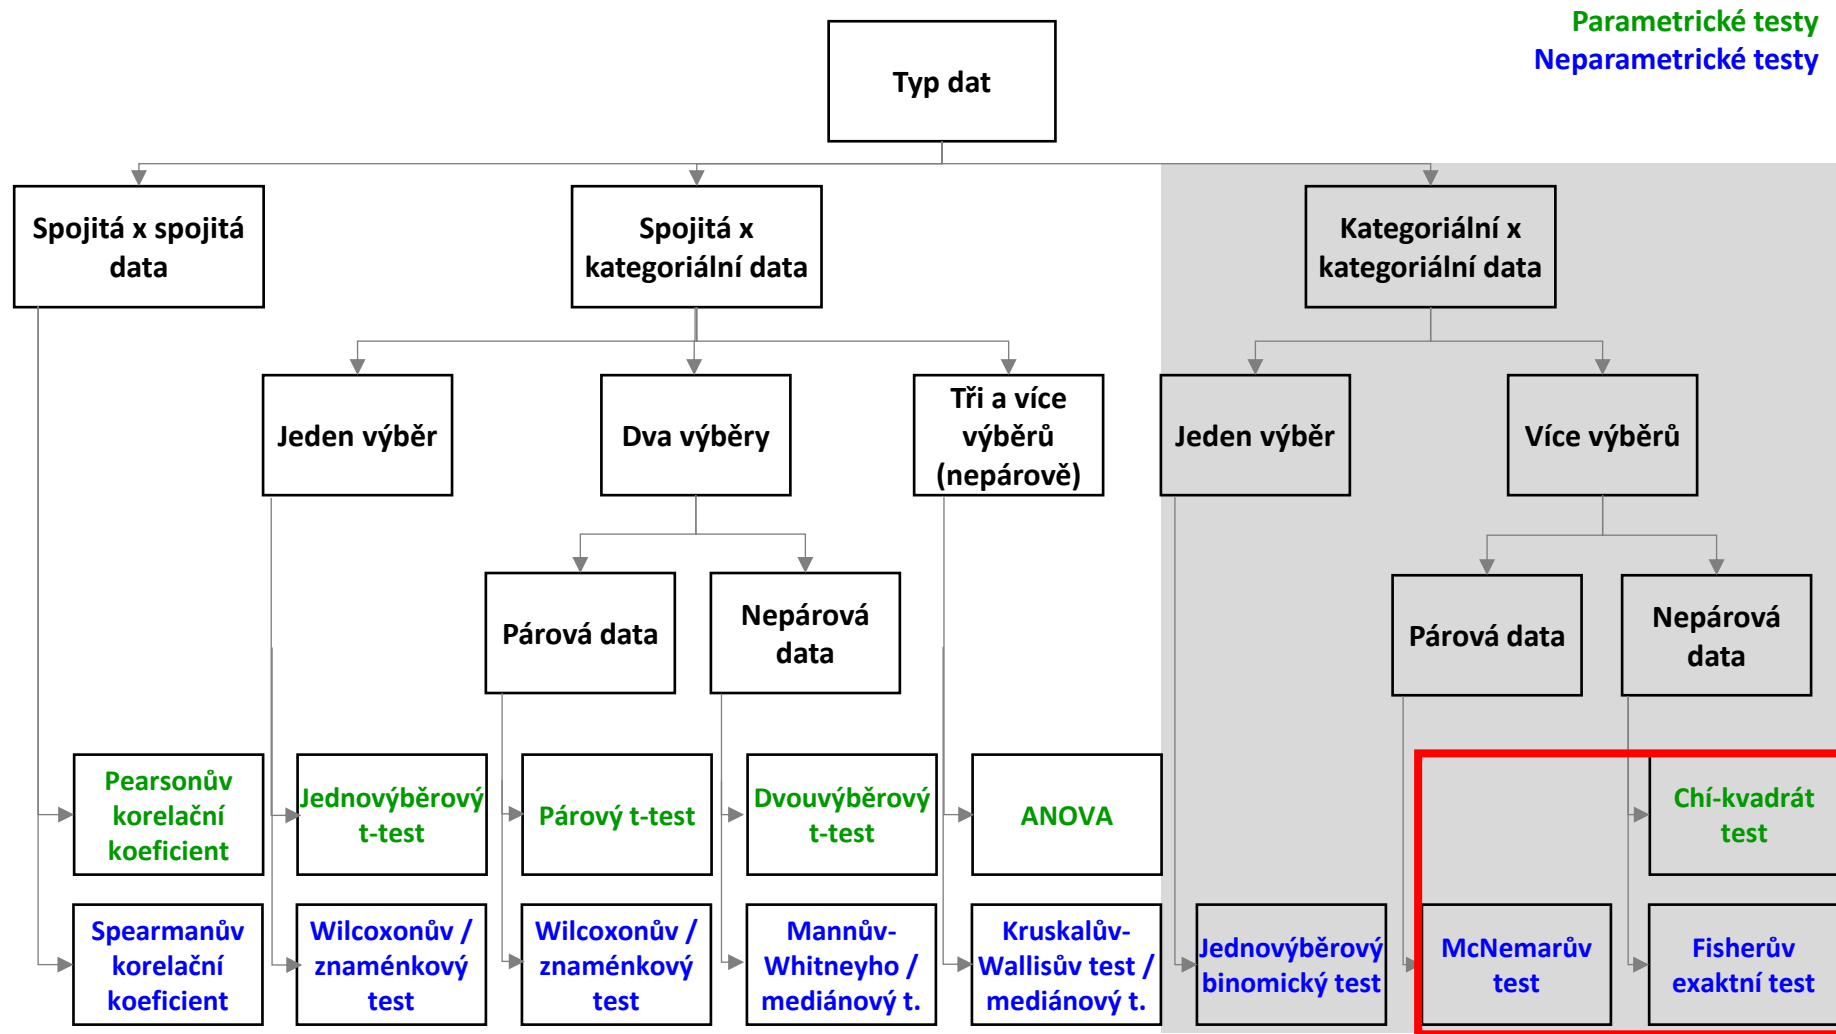 Parametrické testy
Neparametrické testy
Typ dat
Spojitá x spojitá
data
Spojitá x
kategoriální data
Kategoriální x
kategoriální data
Jeden výběr
Dva výběry
Tři a více
výběrů
(nepárově)
Jeden výběr
Více výběrů
Párová data
Nepárová
data
Párová data
Nepárová
data
Pearsonův
korelační
koeficient
Jednovýběrový
t-test
Párový t-test
Dvouvýběrový
t-test
ANOVA
Chí-kvadrát
test
Spearmanův
korelační
koeficient
Wilcoxonův /
znaménkový
test
Wilcoxonův /
znaménkový
test
Mannův-
Whitneyho /
mediánový t.
Kruskalův-
Wallisův test /
mediánový t.
Jednovýběrový
binomický test
McNemarův
test
Fisherův
exaktní test